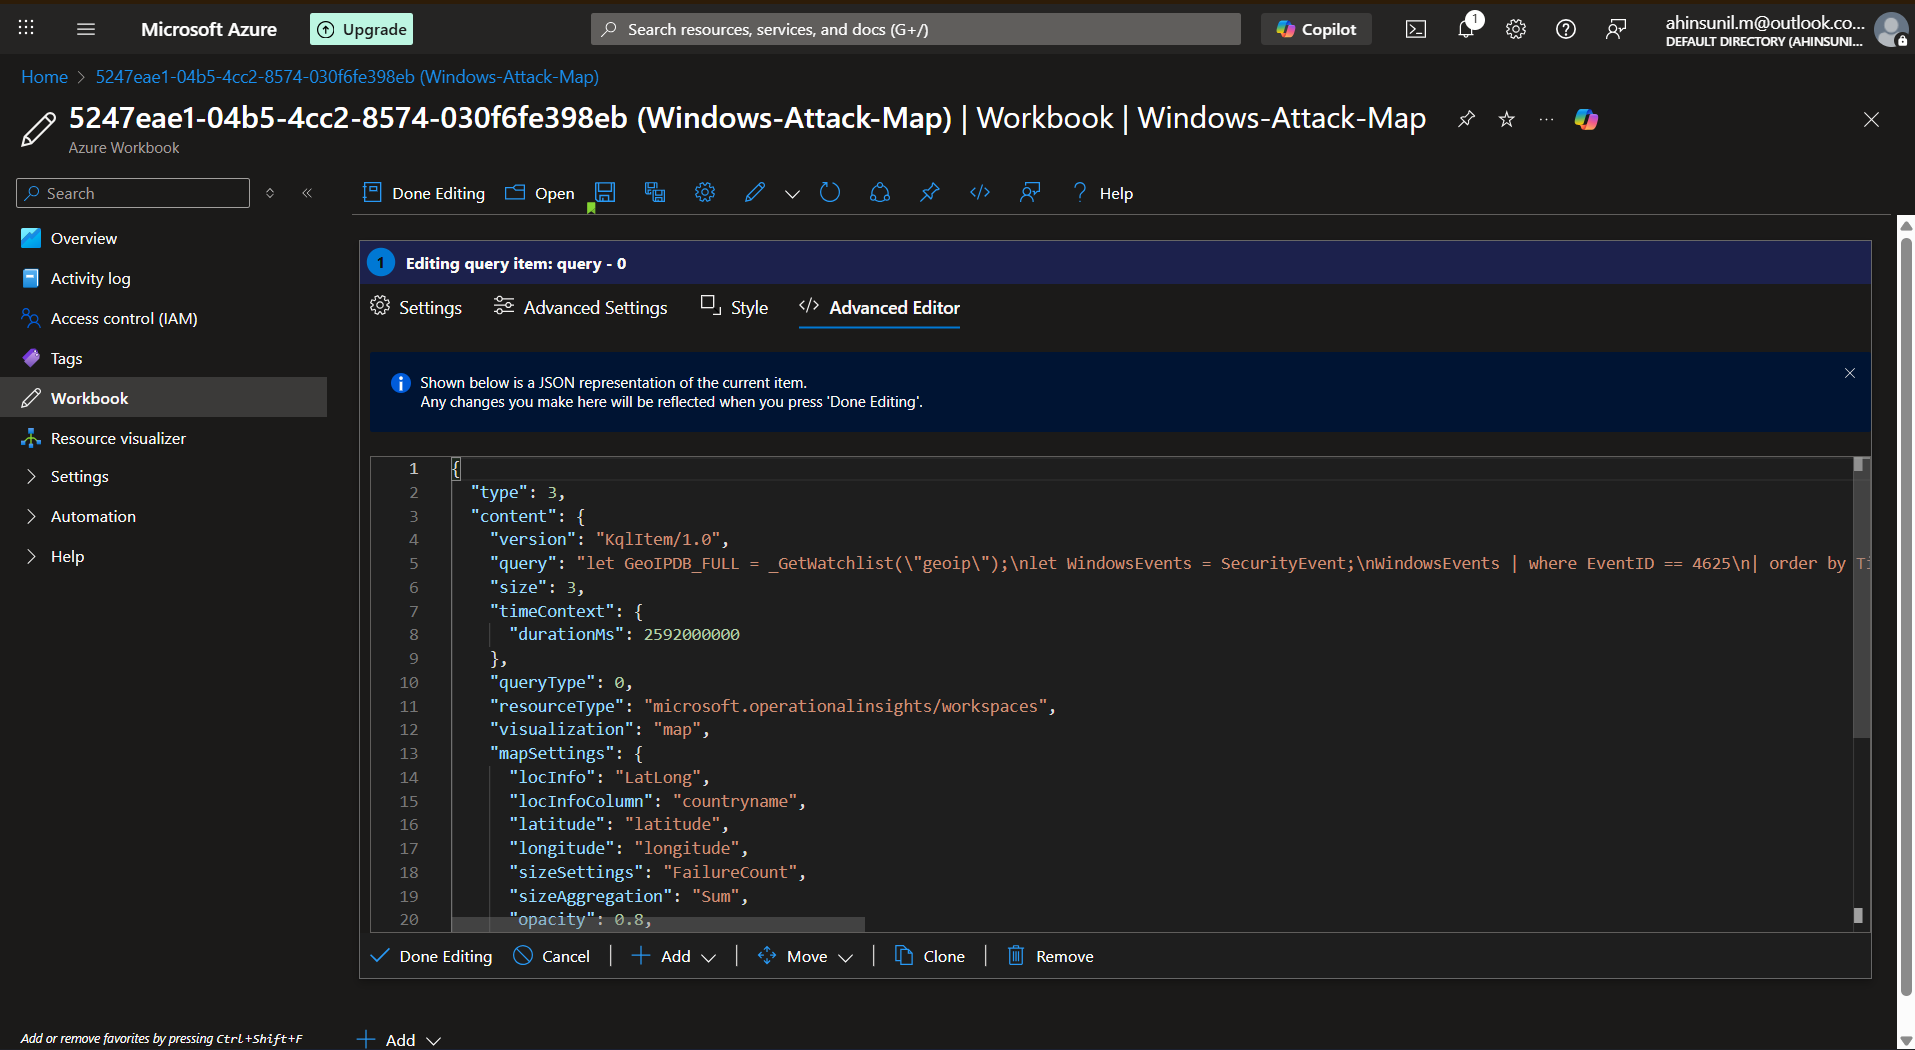 Microsoft Azure
Upgrade
Search resources, services, and docs (G+/)
Copilot
1
ahinsunil.m@outlook.co...
DEFAULT DIRECTORY (AHINSUNI...
Home > 5247eae1-04b5-4cc2-8574-030f6fe398eb (Windows-Attack-Map)
5247eae1-04b5-4cc2-8574-030f6fe398eb (Windows-Attack-Map) | Workbook | Windows-Attack-Map
Azure Workbook
Search
Done Editing
Open
Help
Overview
Activity log
Access control (IAM)
Tags
Workbook
Resource visualizer
Settings
Automation
Help
1 Editing query item: query - 0
Settings
Advanced Settings
Style
Advanced Editor
Shown below is a JSON representation of the current item.
Any changes you make here will be reflected when you press 'Done Editing'.
1 {
2 "type": 3,
3 "content": {
4 "version": "KqlItem/1.0",
5 "query": "let GeoIPDB_FULL = _GetWatchlist(\"geoip\");\nlet WindowsEvents = SecurityEvent;\nWindowsEvents | where EventID == 4625\n| order by Ti
6 "size": 3,
7 "timeContext": {
8 "durationMs": 2592000000
9 },
10 "queryType": 0,
11 "resourceType": "microsoft.operationalinsights/workspaces",
12 "visualization": "map",
13 "mapSettings": {
14 "locInfo": "LatLong",
15 "locInfoColumn": "countryname",
16 "latitude": "latitude",
17 "longitude": "longitude",
18 "sizeSettings": "FailureCount",
19 "sizeAggregation": "Sum",
20 "opacity": 0.8,
Done Editing
Cancel
Add
Move
Clone
Remove
Add or remove favorites by pressing Ctrl+Shift+F
Add